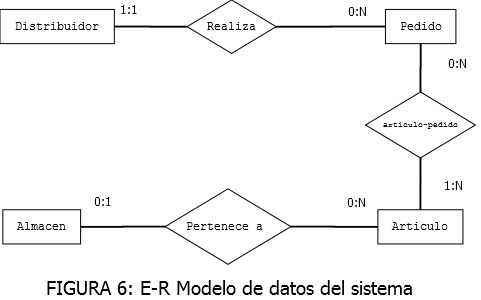 1:1
0:N
Distribuidor
Realiza
Pedido
0:N
articulo-pedido
1:N
0:1
0:N
Almacen
Pertenece a
Articulo
FIGURA 6: E-R Modelo de datos del sistema